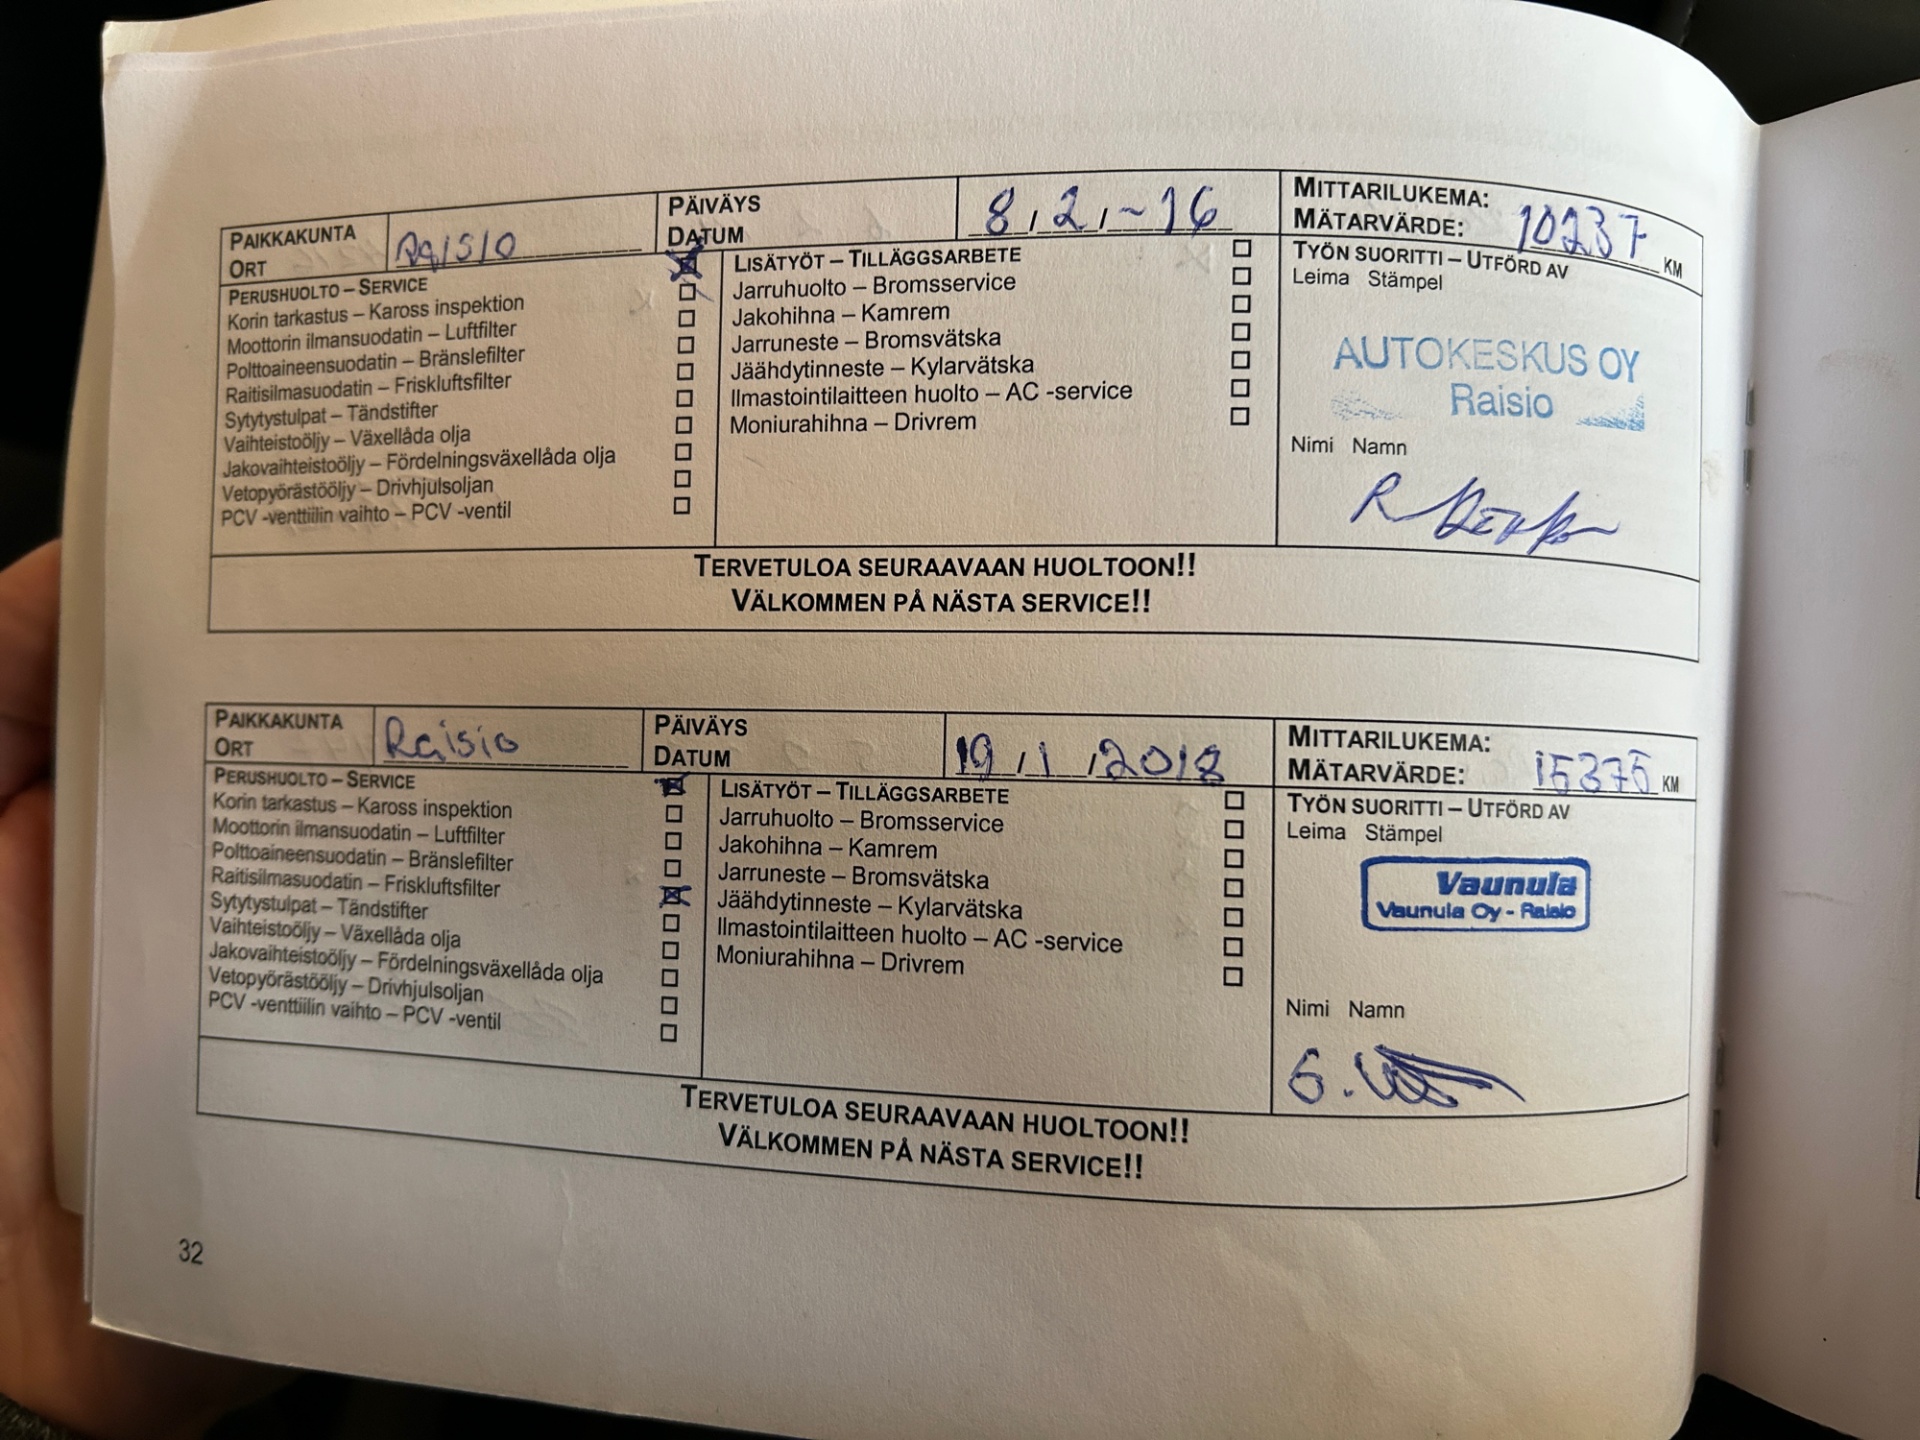 PAIKKAKUNTA
ORT
Raisio
PÄIVÄYS
DATUM
8/2/-16
MITTARILUKEMA:
MÄTARVÄRDE: 10237 KM
PERUSHUOLTO – SERVICE
Korin tarkastus – Kaross inspektion
Moottorin ilmansuodatin – Luftfilter
Polttoaineensuodatin – Bränslefilter
Raitisilmasuodatin – Friskluftsfilter
Sytytystulpat – Tändstifter
Vaihteistoöljy – Växellåda olja
Jakovaihteistoöljy – Fördelningsväxellåda olja
Vetopyörästööljy – Drivhjulsoljan
PCV -venttiilin vaihto – PCV -ventil
LISÄTYÖT – TILLÄGGSARBETE
Jarruhuolto – Bromsservice
Jakohihna – Kamrem
Jarruneste – Bromsvätska
Jäähdytinneste – Kylarvätska
Ilmastointilaitteen huolto – AC -service
Moniurahihna – Drivrem
TYÖN SUORITTI – UTFÖRD AV
Leima Stämpel
AUTOKESKUS OY
Raisio
Nimi Namn
TERVETULOA SEURAAVAAN HUOLTOON!!
VÄLKOMMEN PÅ NÄSTA SERVICE!!
PAIKKAKUNTA
ORT
Raisio
PÄIVÄYS
DATUM
19/1/2018
MITTARILUKEMA:
MÄTARVÄRDE: 15375 KM
PERUSHUOLTO – SERVICE
Korin tarkastus – Kaross inspektion
Moottorin ilmansuodatin – Luftfilter
Polttoaineensuodatin – Bränslefilter
Raitisilmasuodatin – Friskluftsfilter
Sytytystulpat – Tändstifter
Vaihteistoöljy – Växellåda olja
Jakovaihteistoöljy – Fördelningsväxellåda olja
Vetopyörästööljy – Drivhjulsoljan
PCV -venttiilin vaihto – PCV -ventil
LISÄTYÖT – TILLÄGGSARBETE
Jarruhuolto – Bromsservice
Jakohihna – Kamrem
Jarruneste – Bromsvätska
Jäähdytinneste – Kylarvätska
Ilmastointilaitteen huolto – AC -service
Moniurahihna – Drivrem
TYÖN SUORITTI – UTFÖRD AV
Leima Stämpel
Vaunula
Vaunula Oy - Raisio
Nimi Namn
TERVETULOA SEURAAVAAN HUOLTOON!!
VÄLKOMMEN PÅ NÄSTA SERVICE!!
32